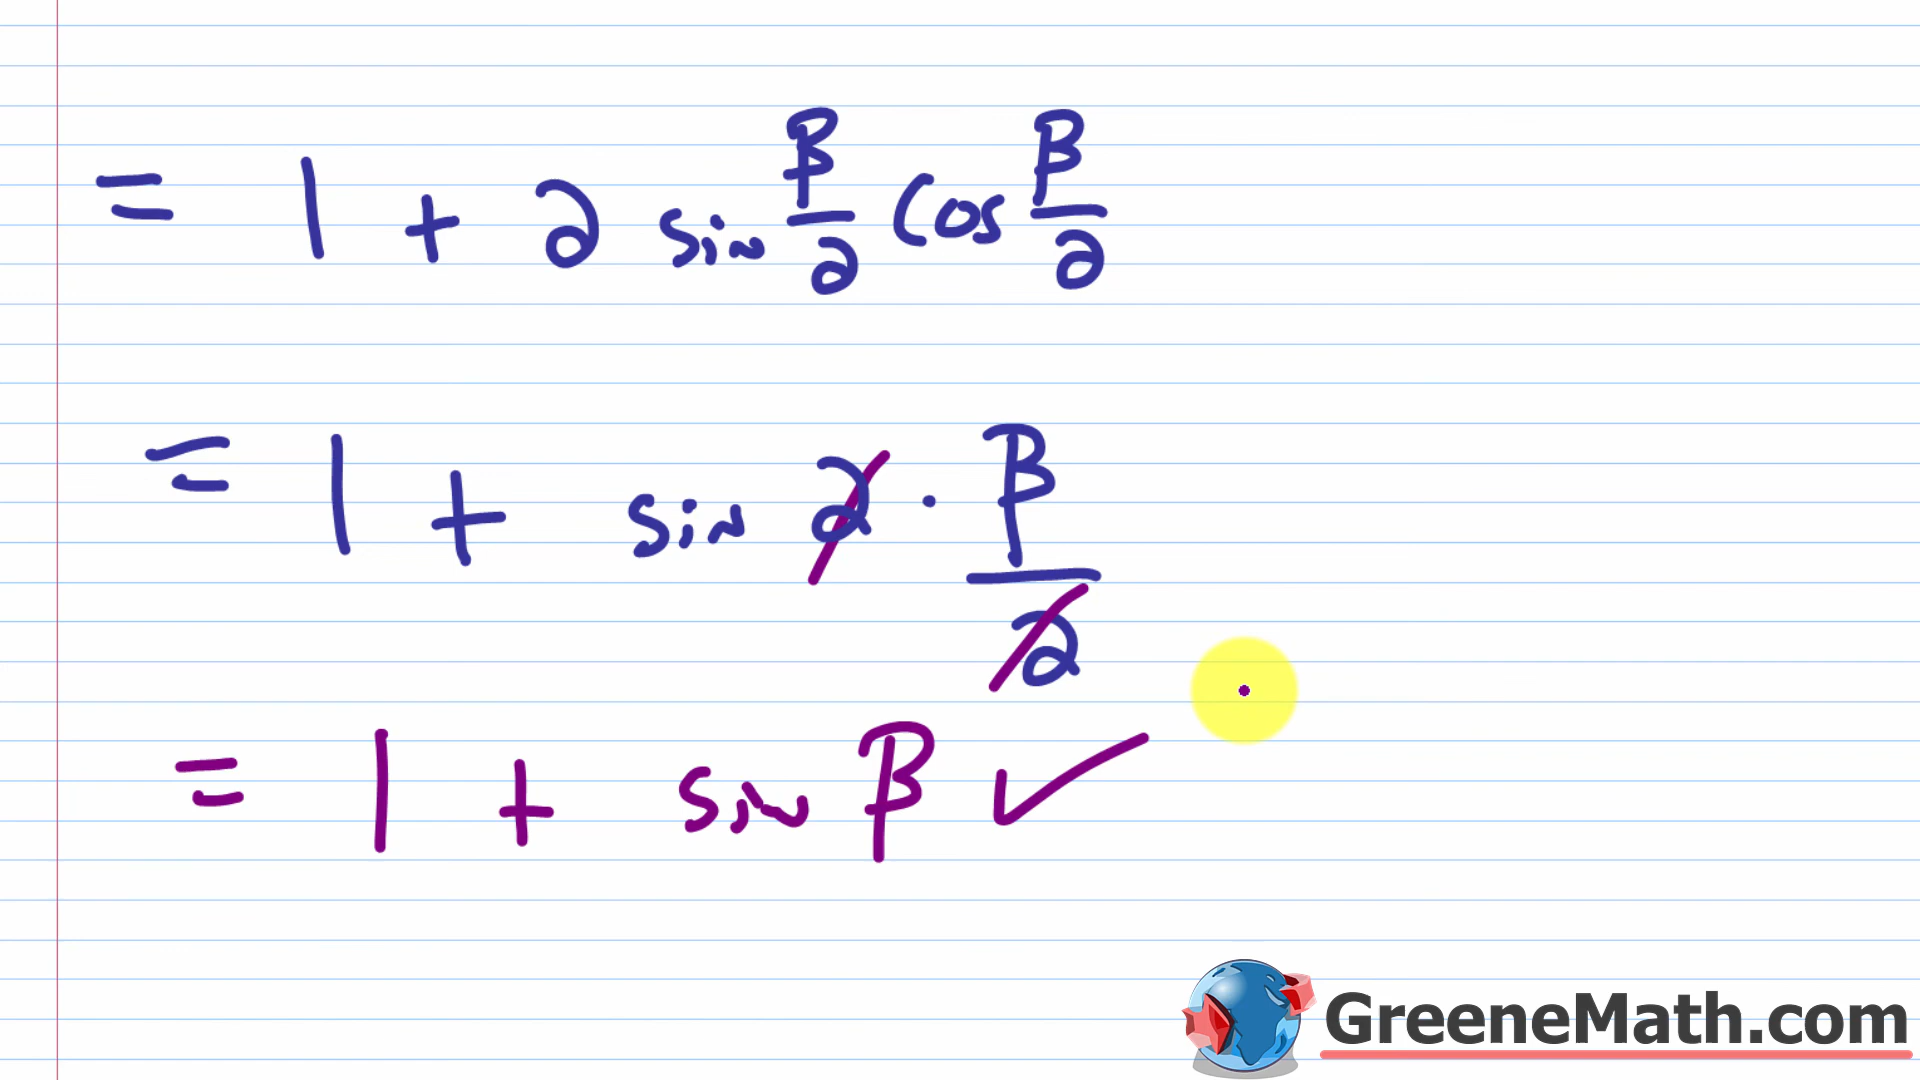 = 1 + 2 sin β/2 cos β/2
= 1 + sin 2 · β/2
= 1 + sin β ✓
GreeneMath.com